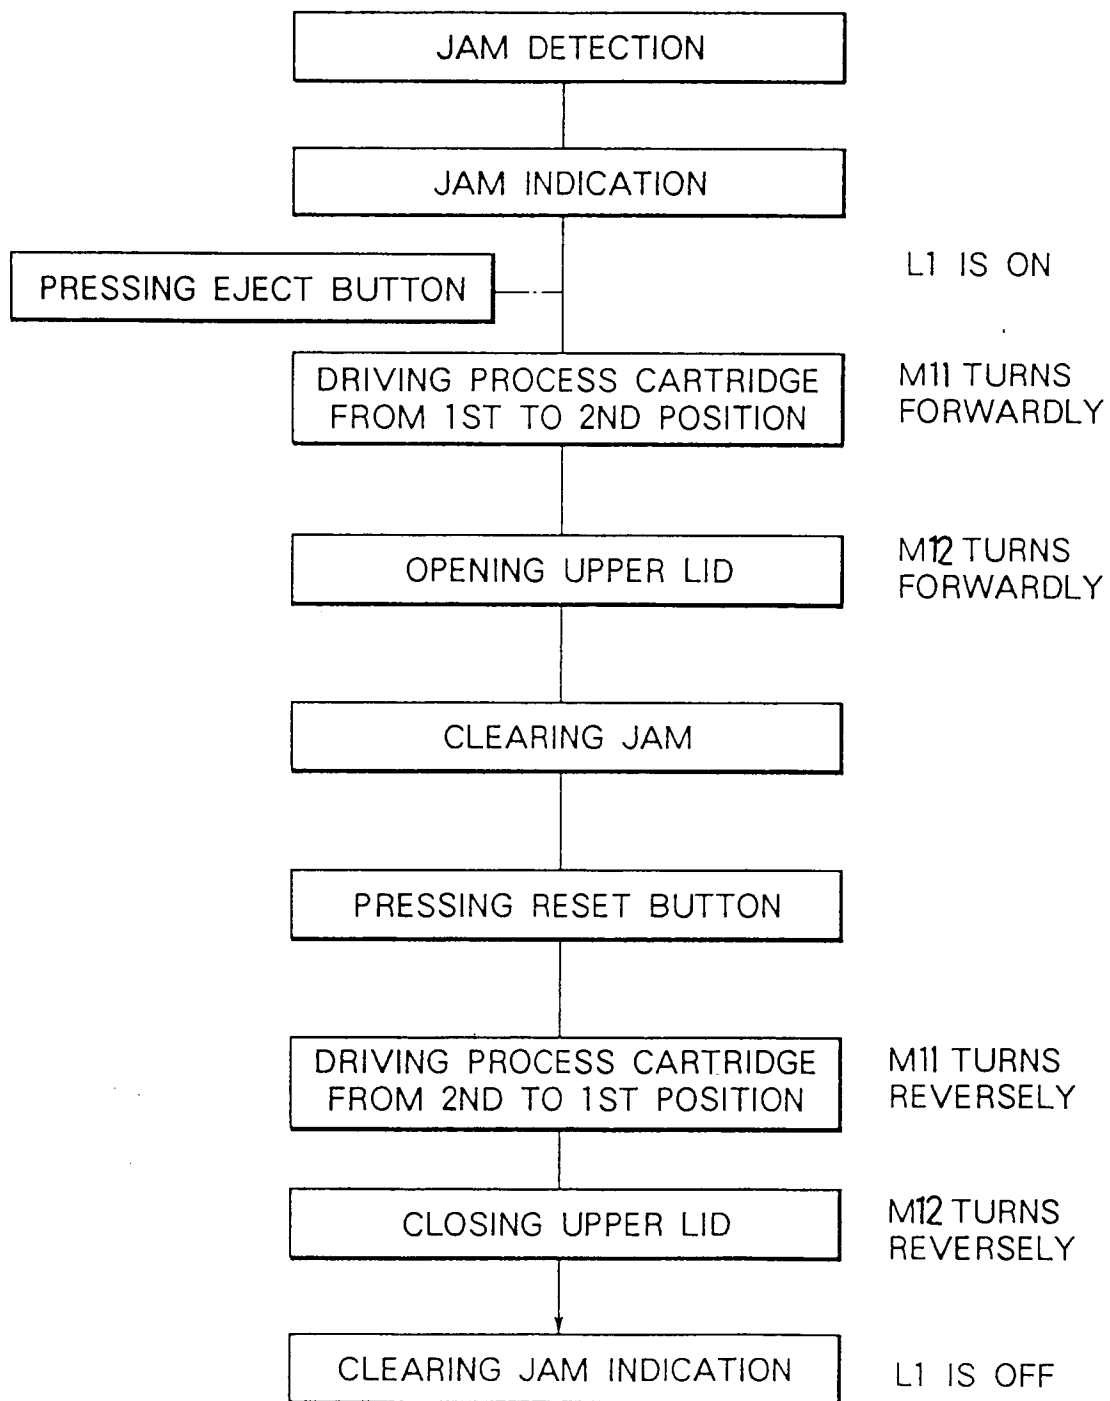 JAM DETECTION
JAM INDICATION
L1 IS ON
PRESSING EJECT BUTTON
DRIVING PROCESS CARTRIDGE
FROM 1ST TO 2ND POSITION
M11 TURNS
FORWARDLY
OPENING UPPER LID
M12 TURNS
FORWARDLY
CLEARING JAM
PRESSING RESET BUTTON
DRIVING PROCESS CARTRIDGE
FROM 2ND TO 1ST POSITION
M11 TURNS
REVERSELY
CLOSING UPPER LID
M12 TURNS
REVERSELY
CLEARING JAM INDICATION
L1 IS OFF